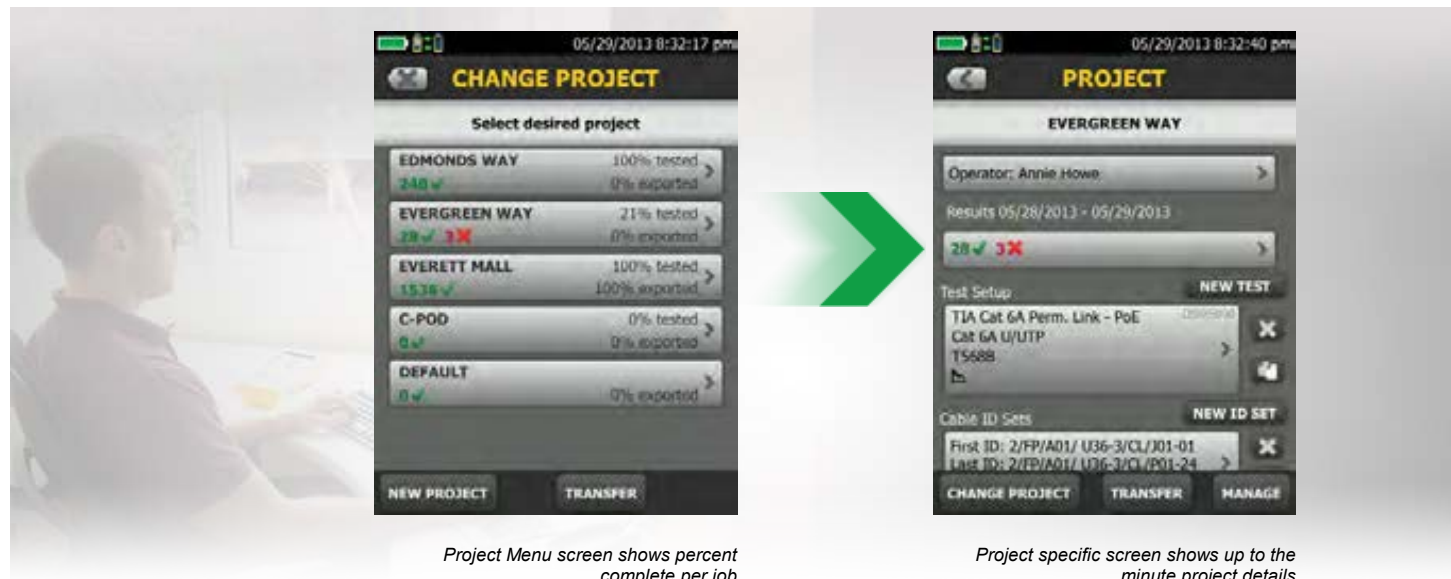 05/29/2013 8:32:17 pm
CHANGE PROJECT
Select desired project
EDMONDS WAY 100% tested
240 ✓ 0% exported
EVERGREEN WAY 21% tested
28 ✓ 3 ✗ 0% exported
EVERETT MALL 100% tested
1536 ✓ 100% exported
C-POD 0% tested
0 ✓ 0% exported
DEFAULT
0 ✓ 0% exported
NEW PROJECT TRANSFER
Project Menu screen shows percent
complete per job
05/29/2013 8:32:40 pm
PROJECT
EVERGREEN WAY
Operator: Annie Howe
Results 05/28/2013 - 05/29/2013
28 ✓ 3 ✗
Test Setup NEW TEST
TIA Cat 6A Perm. Link - PoE
Cat 6A U/UTP
T568B
Cable ID Sets NEW ID SET
First ID: 2/FP/A01/ U36-3/CL/J01-01
Last ID: 2/FP/A01/ U36-3/CL/P01-24
CHANGE PROJECT TRANSFER MANAGE
Project specific screen shows up to the
minute project details